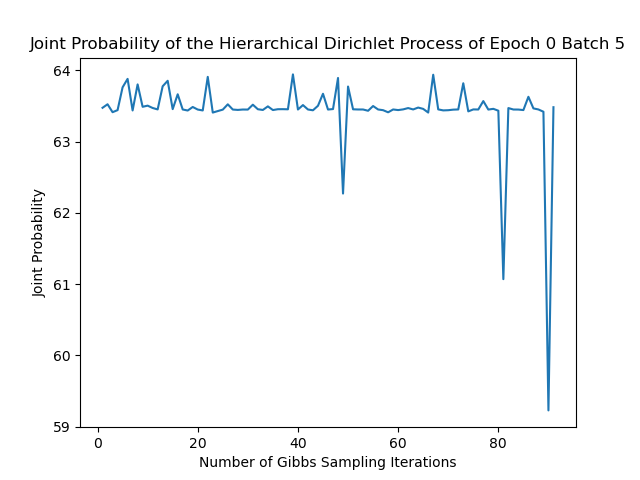 Joint Probability of the Hierarchical Dirichlet Process of Epoch 0 Batch 5
64
63
62
61
60
59
Joint Probability
0 20 40 60 80
Number of Gibbs Sampling Iterations